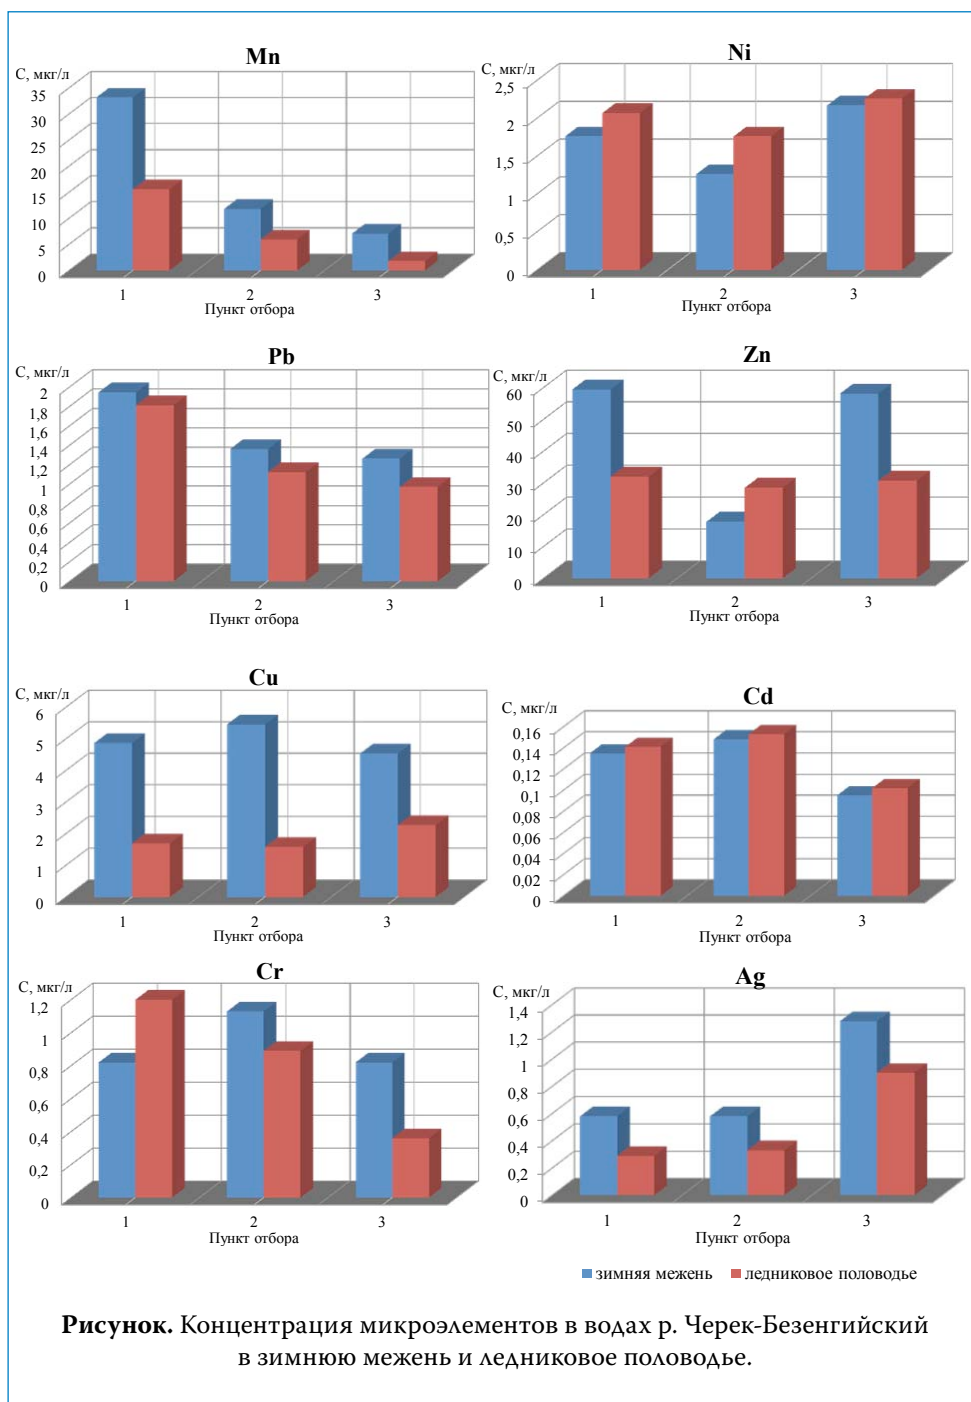 Mn
С, мкг/л
35
30
25
20
15
10
5
0
1 2 3
Пункт отбора
Ni
С, мкг/л
2,5
2
1,5
1
0,5
0
1 2 3
Пункт отбора
Pb
С, мкг/л
2
1,8
1,6
1,4
1,2
1
0,8
0,6
0,4
0,2
0
1 2 3
Пункт отбора
Zn
С, мкг/л
60
50
40
30
20
10
0
1 2 3
Пункт отбора
Cu
С, мкг/л
6
5
4
3
2
1
0
1 2 3
Пункт отбора
Cd
С, мкг/л
0,16
0,14
0,12
0,1
0,08
0,06
0,04
0,02
0
1 2 3
Пункт отбора
Cr
С, мкг/л
1,2
1
0,8
0,6
0,4
0,2
0
1 2 3
Пункт отбора
Ag
С, мкг/л
1,4
1,2
1
0,8
0,6
0,4
0,2
0
1 2 3
Пункт отбора
зимняя межень ледниковое половодье
Рисунок. Концентрация микроэлементов в водах р. Черек-Безенгийский
в зимнюю межень и ледниковое половодье.